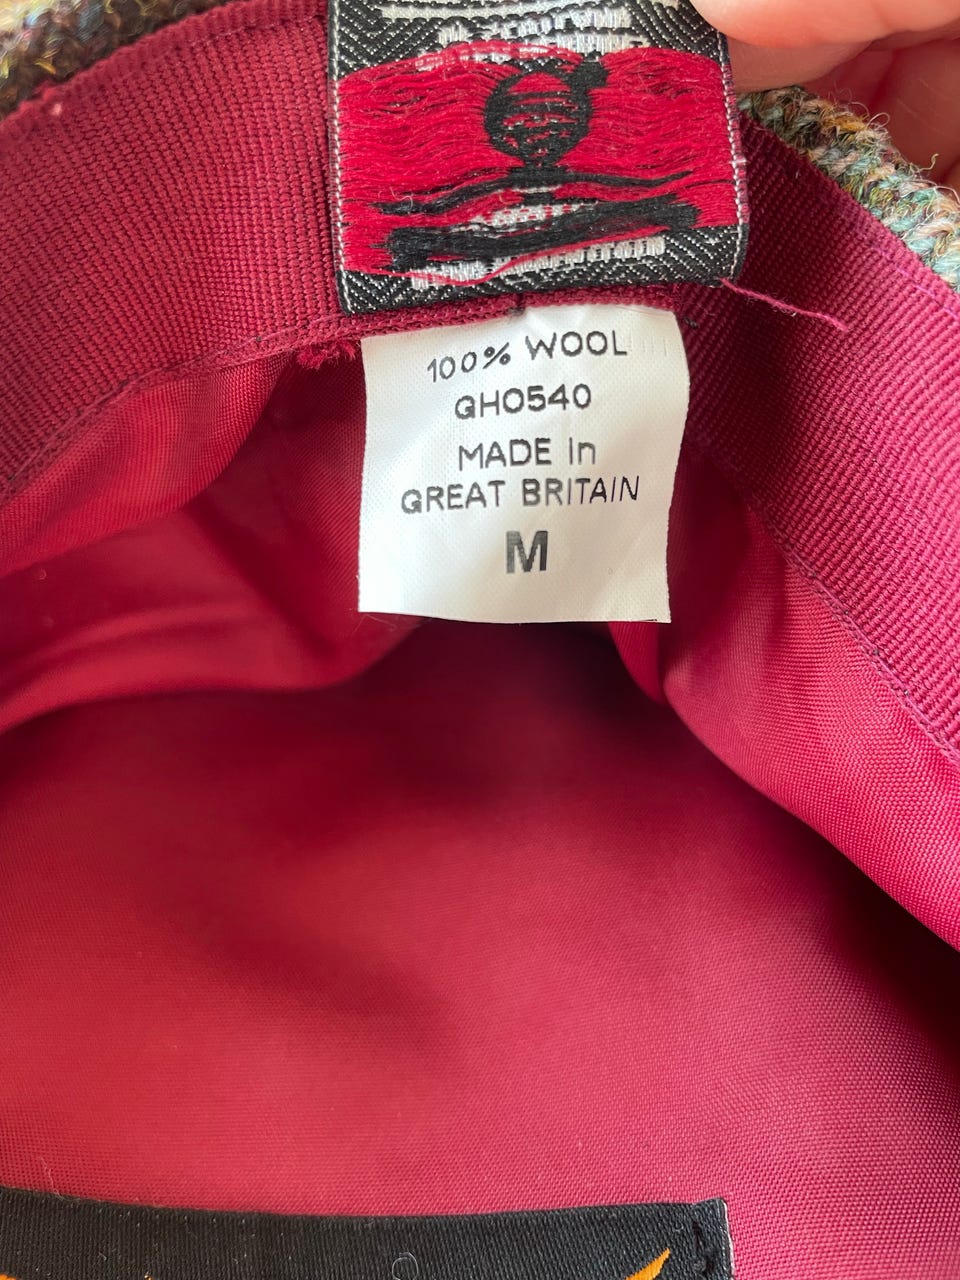 100% WOOL
GH0540
MADE In
GREAT BRITAIN
M